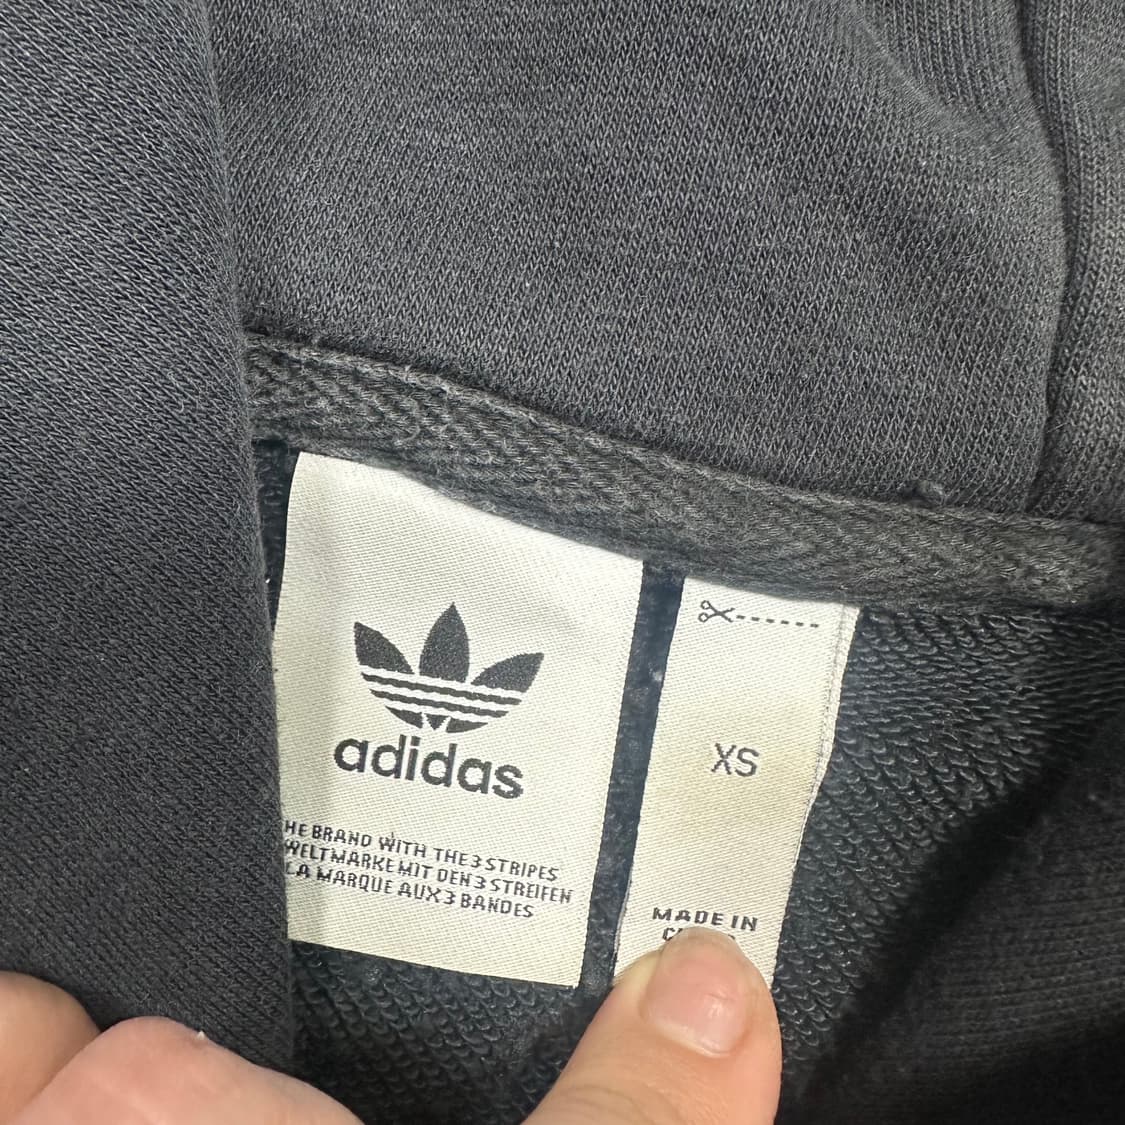 adidas
HE BRAND WITH THE 3 STRIPES
WELTMARKE MIT DEN 3 STREIFEN
LA MARQUE AUX 3 BANDES
XS
MADE IN